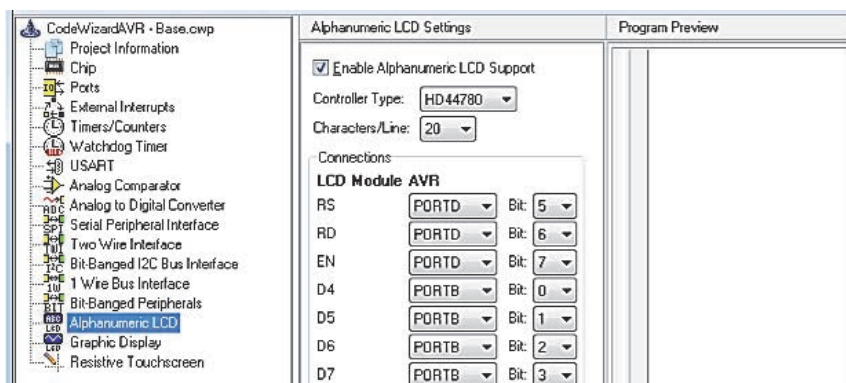 CodeWizardAVR - Base.cwp
Project Information
Chip
Ports
External Interrupts
Timers/Counters
Watchdog Timer
USART
Analog Comparator
Analog to Digital Converter
Serial Peripheral Interface
Two Wire Interface
Bit-Banged I2C Bus Interface
1 Wire Bus Interface
Bit-Banged Peripherals
Alphanumeric LCD
Graphic Display
Resistive Touchscreen
Alphanumeric LCD Settings
Enable Alphanumeric LCD Support
Controller Type: HD44780
Characters/Line: 20
Connections
LCD Module AVR
RS PORTD Bit: 5
RD PORTD Bit: 6
EN PORTD Bit: 7
D4 PORTB Bit: 0
D5 PORTB Bit: 1
D6 PORTB Bit: 2
D7 PORTB Bit: 3
Program Preview